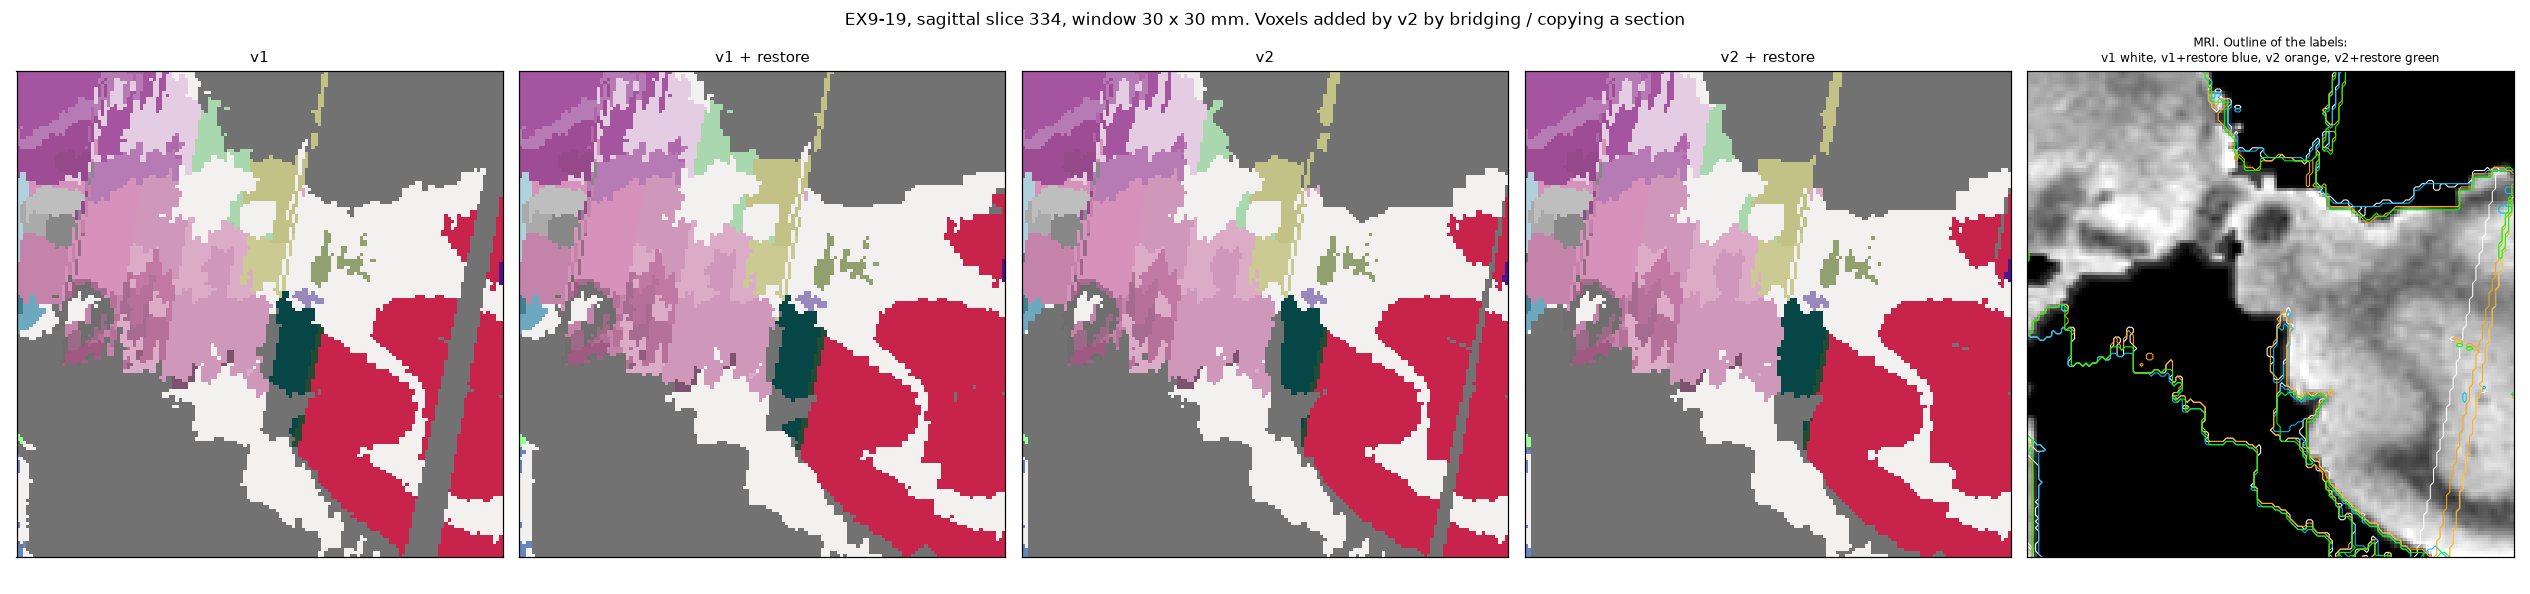 EX9-19, sagittal slice 334, window 30 x 30 mm. Voxels added by v2 by bridging / copying a section
v1
v1 + restore
v2
v2 + restore
MRI. Outline of the labels:
v1 white, v1+restore blue, v2 orange, v2+restore green